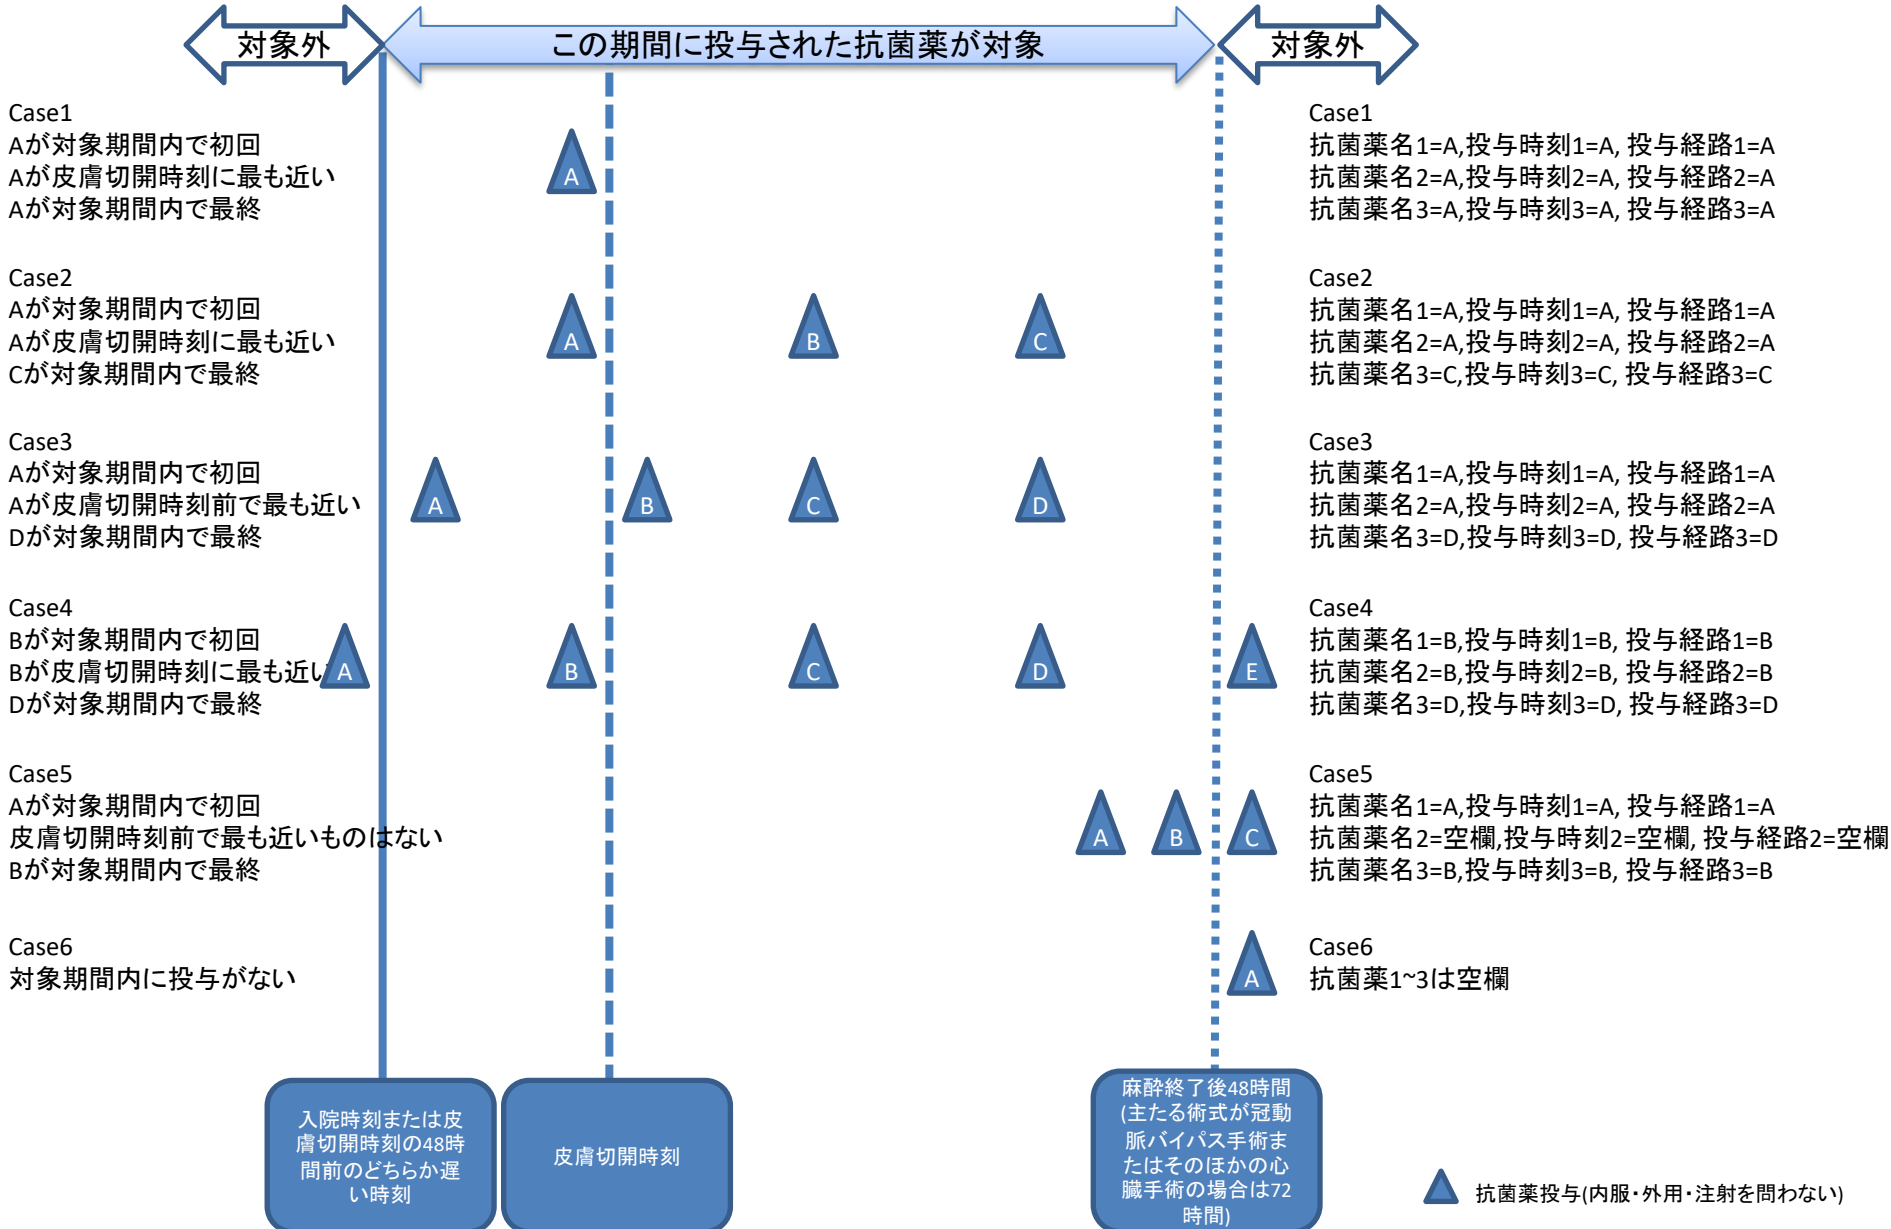 対象外
この期間に投与された抗菌薬が対象
対象外
Case1
Aが対象期間内で初回
Aが皮膚切開時刻に最も近い
Aが対象期間内で最終
A
Case1
抗菌薬名1=A,投与時刻1=A, 投与経路1=A
抗菌薬名2=A,投与時刻2=A, 投与経路2=A
抗菌薬名3=A,投与時刻3=A, 投与経路3=A
Case2
Aが対象期間内で初回
Aが皮膚切開時刻に最も近い
Cが対象期間内で最終
A
B
C
Case2
抗菌薬名1=A,投与時刻1=A, 投与経路1=A
抗菌薬名2=A,投与時刻2=A, 投与経路2=A
抗菌薬名3=C,投与時刻3=C, 投与経路3=C
Case3
Aが対象期間内で初回
Aが皮膚切開時刻前で最も近い
Dが対象期間内で最終
A
B
C
D
Case3
抗菌薬名1=A,投与時刻1=A, 投与経路1=A
抗菌薬名2=A,投与時刻2=A, 投与経路2=A
抗菌薬名3=D,投与時刻3=D, 投与経路3=D
Case4
Bが対象期間内で初回
Bが皮膚切開時刻に最も近い
Dが対象期間内で最終
A
B
C
D
E
Case4
抗菌薬名1=B,投与時刻1=B, 投与経路1=B
抗菌薬名2=B,投与時刻2=B, 投与経路2=B
抗菌薬名3=D,投与時刻3=D, 投与経路3=D
Case5
Aが対象期間内で初回
皮膚切開時刻前で最も近いものはない
Bが対象期間内で最終
A
B
C
Case5
抗菌薬名1=A,投与時刻1=A, 投与経路1=A
抗菌薬名2=空欄,投与時刻2=空欄, 投与経路2=空欄
抗菌薬名3=B,投与時刻3=B, 投与経路3=B
Case6
対象期間内に投与がない
A
Case6
抗菌薬1~3は空欄
入院時刻または皮
膚切開時刻の48時
間前のどちらか遅
い時刻
皮膚切開時刻
麻酔終了後48時間
(主たる術式が冠動
脈バイパス手術ま
たはそのほかの心
臓手術の場合は72
時間)
抗菌薬投与(内服・外用・注射を問わない)